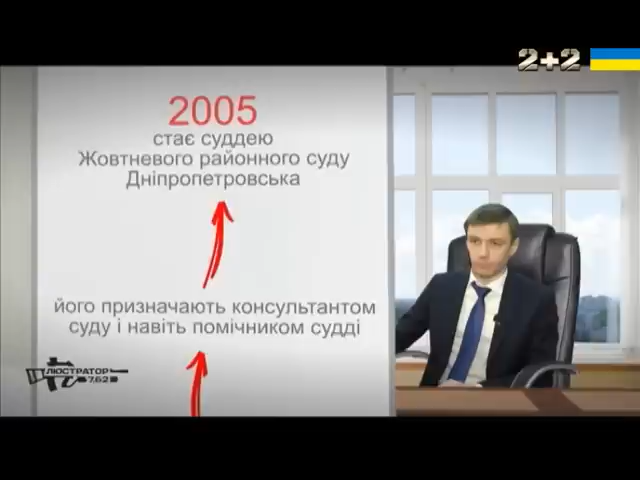 2+2
2005
стає суддею
Жовтневого районного суду
Дніпропетровська
його призначають консультантом
суду і навіть помічником судді
ЛЮСТРАТОР
7,62